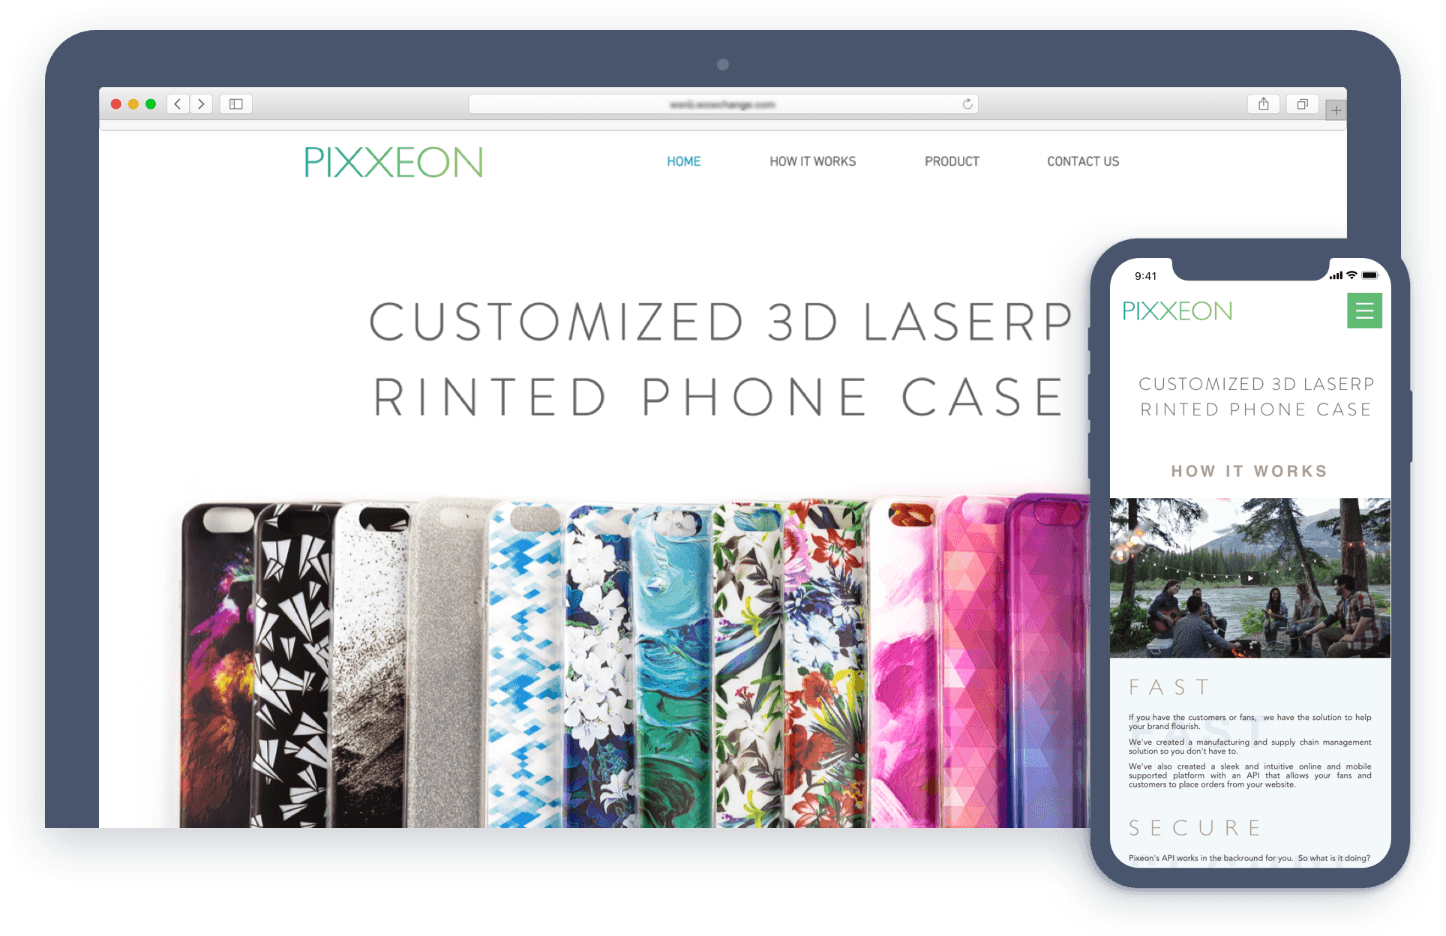 PIXXEON
HOME
HOW IT WORKS
PRODUCT
CONTACT US
CUSTOMIZED 3D LASERP
RINTED PHONE CASE
9:41
PIXXEON
CUSTOMIZED 3D LASERP
RINTED PHONE CASE
HOW IT WORKS
FAST
If you have the customers or fans, we have the solution to help
your brand flourish.
We've created a manufacturing and supply chain management
solution so you don't have to.
We've also created a sleek and intuitive online and mobile
supported platform with an API that allows your fans and
customers to place orders from your website.
SECURE
Pixeon's API works in the backround for you. So what is it doing?